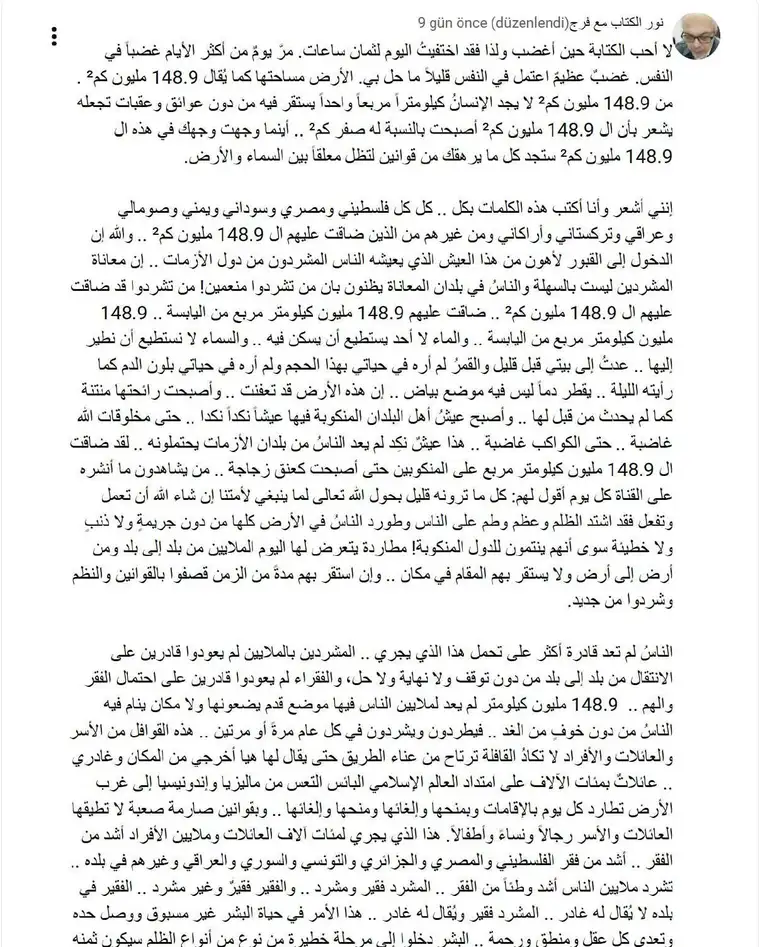 نور الكتاب مع فرج 9 gün önce (düzenlendi)
لا أحب الكتابة حين أغضب ولذا فقد اختفيتُ اليوم لثمان ساعات. مرّ يومٌ من أكثر الأيام غضباً في
النفس. غضبٌ عظيمٌ اعتمل في النفس قليلاً ما حل بي. الأرض مساحتها كما يُقال 148.9 مليون كم² .
من 148.9 مليون كم² لا يجد الإنسانُ كيلومتراً مربعاً واحداً يستقر فيه من دون عوائق وعقبات تجعله
يشعر بأن ال 148.9 مليون كم² أصبحت بالنسبة له صفر كم² .. أينما وجهت وجهك في هذه ال
148.9 مليون كم² ستجد كل ما يرهقك من قوانين لتظل معلقاً بين السماء والأرض.
إنني أشعر وأنا أكتب هذه الكلمات بكل .. كل كل فلسطيني ومصري وسوداني ويمني وصومالي
وعراقي وتركستاني وأراكاني ومن غيرهم من الذين ضاقت عليهم ال 148.9 مليون كم² .. والله إن
الدخول إلى القبور لأهون من هذا العيش الذي يعيشه الناس المشردون من دول الأزمات .. إن معاناة
المشردين ليست بالسهلة والناسُ في بلدان المعاناة يظنون بان من تشردوا منعمين! من تشردوا قد ضاقت
عليهم ال 148.9 مليون كم² .. ضاقت عليهم 148.9 مليون كيلومتر مربع من اليابسة .. 148.9
مليون كيلومتر مربع من اليابسة .. والماء لا أحد يستطيع أن يسكن فيه .. والسماء لا نستطيع أن نطير
إليها .. عدتُ إلى بيتي قبل قليل والقمرُ لم أره في حياتي بهذا الحجم ولم أره في حياتي بلون الدم كما
رأيته الليلة .. يقطر دماً ليس فيه موضع بياض .. إن هذه الأرض قد تعفنت .. وأصبحت رائحتها منتنة
كما لم يحدث من قبل لها .. وأصبح عيشُ أهل البلدان المنكوبة فيها عيشاً نكداً نكدا .. حتى مخلوقات الله
غاضبة .. حتى الكواكب غاضبة .. هذا عيشٌ نكِد لم يعد الناسُ من بلدان الأزمات يحتملونه .. لقد ضاقت
ال 148.9 مليون كيلومتر مربع على المنكوبين حتى أصبحت كعنق زجاجة .. من يشاهدون ما أنشره
على القناة كل يوم أقول لهم: كل ما ترونه قليل بحول الله تعالى لما ينبغي لأمتنا إن شاء الله أن تعمل
وتفعل فقد اشتد الظلم وعظم وطم على الناس وطورد الناسُ في الأرض كلها من دون جريمةٍ ولا ذنبٍ
ولا خطيئة سوى أنهم ينتمون للدول المنكوبة! مطاردة يتعرض لها اليوم الملايين من بلد إلى بلد ومن
أرض إلى أرض ولا يستقر بهم المقام في مكان .. وإن استقر بهم مدةً من الزمن قصفوا بالقوانين والنظم
وشردوا من جديد.
الناسُ لم تعد قادرة أكثر على تحمل هذا الذي يجري .. المشردين بالملايين لم يعودوا قادرين على
الانتقال من بلد إلى بلد من دون توقف ولا نهاية ولا حل، والفقراء لم يعودوا قادرين على احتمال الفقر
والهم .. 148.9 مليون كيلومتر لم يعد لملايين الناس فيها موضع قدم يضعونها ولا مكان ينام فيه
الناسُ من دون خوفٍ من الغد .. فيطردون ويشردون في كل عام مرةً أو مرتين .. هذه القوافل من الأسر
والعائلات والأفراد لا تكادُ القافلة ترتاح من عناء الطريق حتى يقال لها هيا أخرجي من المكان وغادري
.. عائلاتٌ بمئات الآلاف على امتداد العالم الإسلامي البائس التعس من ماليزيا وإندونيسيا إلى غرب
الأرض تطارد كل يوم بالإقامات وبمنحها وإلغائها ومنحها وإلغائها .. وبقوانين صارمة صعبة لا تطيقها
العائلات والأسر رجالاً ونساءً وأطفالاً. هذا الذي يجري لمئات آلاف العائلات وملايين الأفراد أشد من
الفقر .. أشد من فقر الفلسطيني والمصري والجزائري والتونسي والسوري والعراقي وغيرهم في بلده ..
تشرد ملايين الناس أشد وطئاً من الفقر .. المشرد فقير ومشرد .. والفقير فقيرٌ وغير مشرد .. الفقير في
بلده لا يُقال له غادر .. المشرد فقير ويُقال له غادر .. هذا الأمر في حياة البشر غير مسبوق ووصل حده
وتعدى كل عقل ومنطق ورحمة .. البشر دخلوا إلى مرحلة خطيرة من نوع من أنواع الظلم سيكون ثمنه